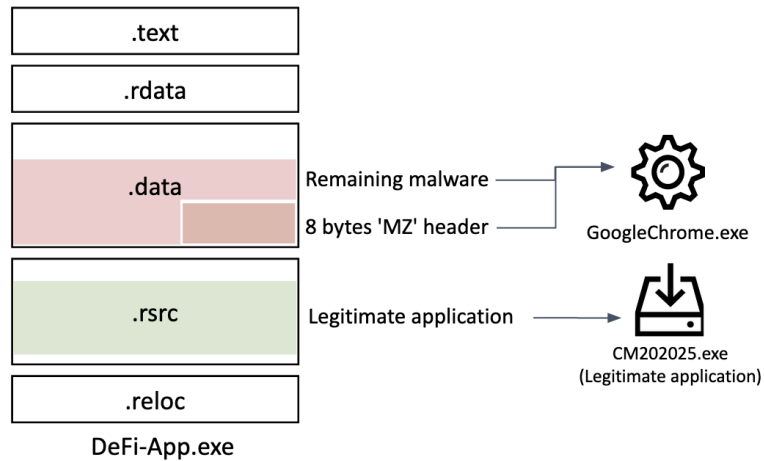 .text
.rdata
.data
Remaining malware
8 bytes 'MZ' header
GoogleChrome.exe
.rsrc
Legitimate application
CM202025.exe
(Legitimate application)
.reloc
DeFi-App.exe